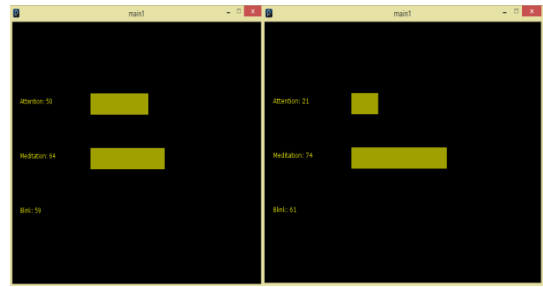 main1
Attention: 50
Meditation: 64
Blink: 59
main1
Attention: 21
Meditation: 74
Blink: 61